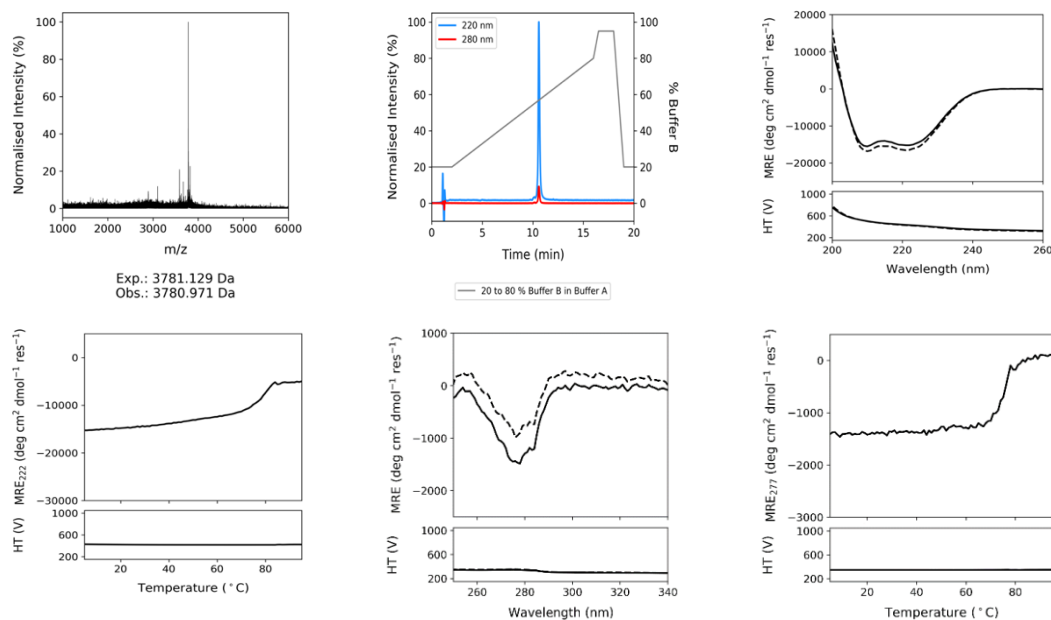 Normalised Intensity (%)
100
80
60
40
20
0
1000 2000 3000 4000 5000 6000
m/z
Exp.: 3781.129 Da
Obs.: 3780.971 Da
Normalised Intensity (%)
100
80
60
40
20
0
220 nm
280 nm
100
80
60
40
20
0
% Buffer B
0 5 10 15 20
Time (min)
20 to 80 % Buffer B in Buffer A
MRE (deg cm² dmol⁻¹ res⁻¹)
20000
10000
0
−10000
−20000
HT (V)
1000
600
200
200 210 220 230 240 250 260
Wavelength (nm)
MRE₂₂₂ (deg cm² dmol⁻¹ res⁻¹)
0
−10000
−20000
−30000
HT (V)
1000
600
200
20 40 60 80
Temperature (°C)
MRE (deg cm² dmol⁻¹ res⁻¹)
1000
0
−1000
−2000
HT (V)
1000
600
200
260 280 300 320 340
Wavelength (nm)
MRE₂₇₇ (deg cm² dmol⁻¹ res⁻¹)
0
−1000
−2000
−3000
HT (V)
1000
600
200
20 40 60 80
Temperature (°C)